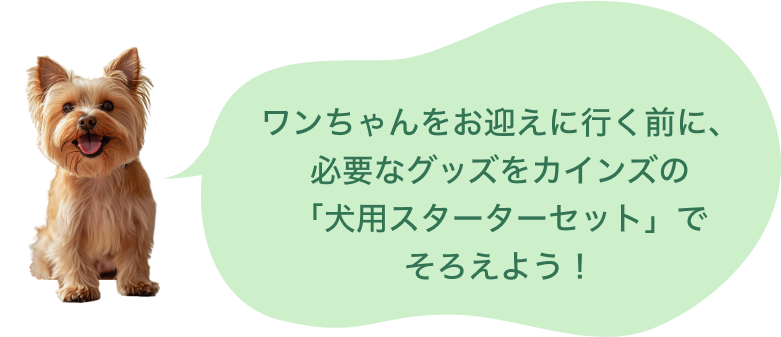 ワンちゃんをお迎えに行く前に、
必要なグッズをカインズの
「犬用スターターセット」で
そろえよう！